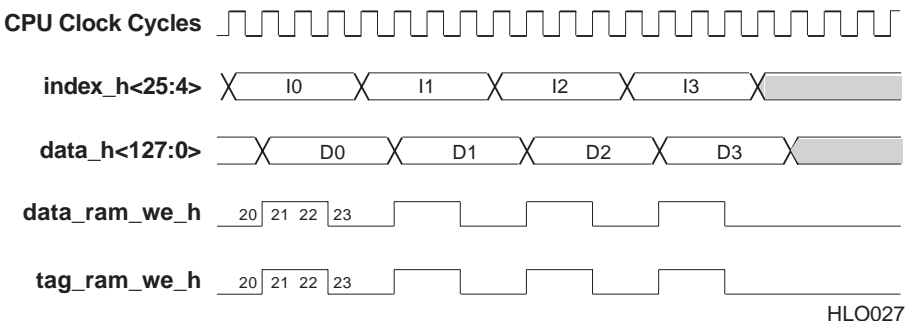 CPU Clock Cycles
index_h<25:4> I0 I1 I2 I3
data_h<127:0> D0 D1 D2 D3
data_ram_we_h 20 21 22 23
tag_ram_we_h 20 21 22 23
HLO027